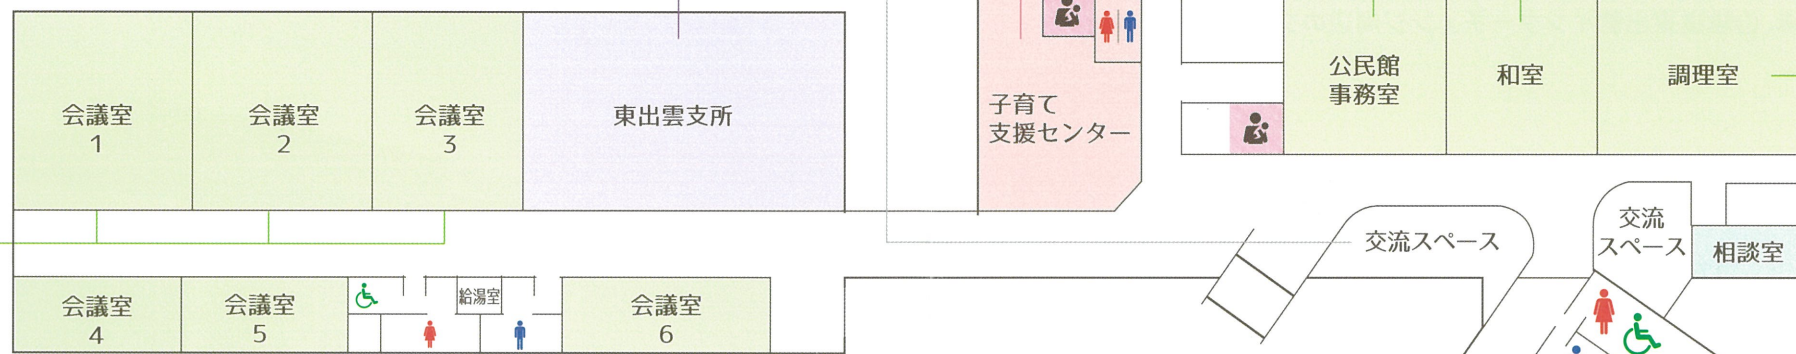 会議室
1
会議室
2
会議室
3
東出雲支所
子育て
支援センター
公民館
事務室
和室
調理室
交流スペース
交流
スペース
相談室
会議室
4
会議室
5
給湯室
会議室
6